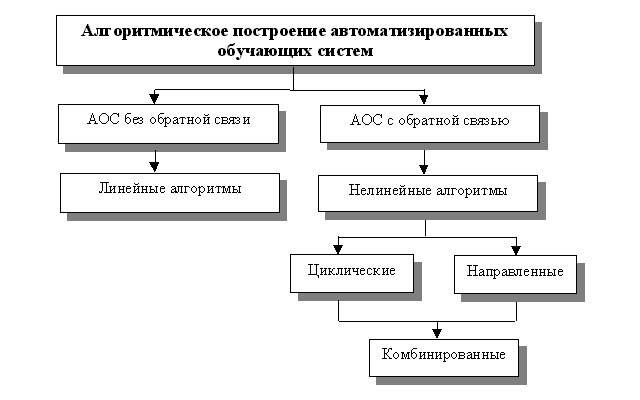 Алгоритмическое построение автоматизированных
обучающих систем
АОС без обратной связи
АОС с обратной связью
Линейные алгоритмы
Нелинейные алгоритмы
Циклические
Направленные
Комбинированные